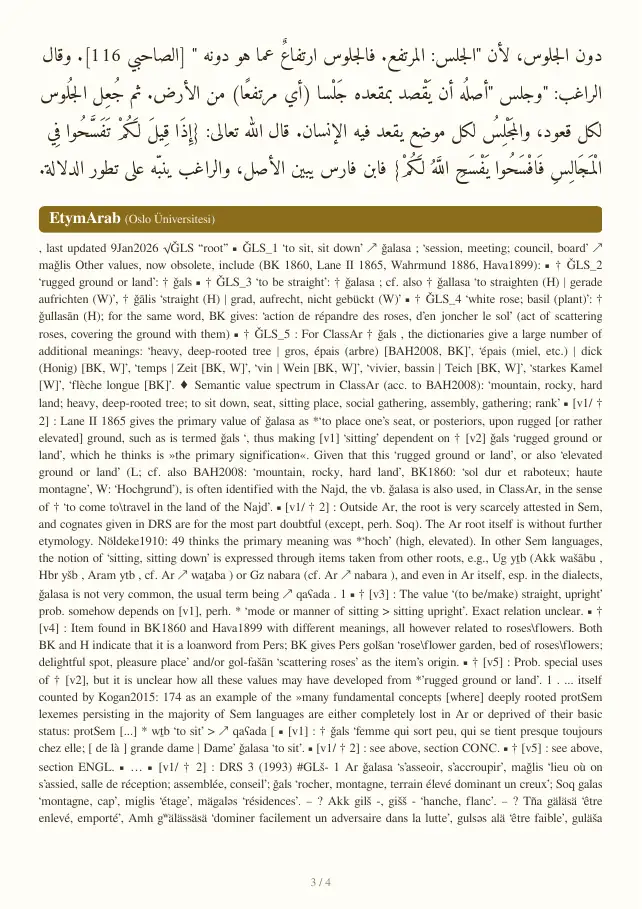 دون الجلوس، لأن "الجلس: المرتفع. فالجلوس ارتفاعٌ عما هو دونه " [الصاحبي 116]. وقال
الراغب: "وجلس "أصلُه أن يَقْصد بمقعده جَلْسا (أي مرتفعًا) من الأرض. ثم جُعِل الجُلوس
لكل قعود، والمَجْلِسُ لكل موضع يقعد فيه الإنسان. قال الله تعالى: {إِذَا قِيلَ لَكُمْ تَفَسَّحُوا فِي
الْمَجَالِسِ فَافْسَحُوا يَفْسَحِ اللَّهُ لَكُمْ} فابن فارس يبين الأصل، والراغب ينبّه على تطور الدلالة.
EtymArab (Oslo Üniversitesi)
, last updated 9Jan2026 √ǦLS “root” ▪ ǦLS_1 ‘to sit, sit down’ ↗ ǧalasa ; ‘session, meeting; council, board’ ↗
maǧlis Other values, now obsolete, include (BK 1860, Lane II 1865, Wahrmund 1886, Hava1899): ▪ † ǦLS_2
‘rugged ground or land’: † ǧals ▪ † ǦLS_3 ‘to be straight’: † ǧalasa ; cf. also † ǧallasa ‘to straighten (H) | gerade
aufrichten (W)’, † ǧālis ‘straight (H) | grad, aufrecht, nicht gebückt (W)’ ▪ † ǦLS_4 ‘white rose; basil (plant)’: †
ǧullasān (H); for the same word, BK gives: ‘action de répandre des roses, d’en joncher le sol’ (act of scattering
roses, covering the ground with them) ▪ † ǦLS_5 : For ClassAr † ǧals , the dictionaries give a large number of
additional meanings: ‘heavy, deep-rooted tree | gros, épais (arbre) [BAH2008, BK]’, ‘épais (miel, etc.) | dick
(Honig) [BK, W]’, ‘temps | Zeit [BK, W]’, ‘vin | Wein [BK, W]’, ‘vivier, bassin | Teich [BK, W]’, ‘starkes Kamel
[W]’, ‘flèche longue [BK]’. ♦ Semantic value spectrum in ClassAr (acc. to BAH2008): ‘mountain, rocky, hard
land; heavy, deep-rooted tree; to sit down, seat, sitting place, social gathering, assembly, gathering; rank’ ▪ [v1/ †
2] : Lane II 1865 gives the primary value of ǧalasa as *‘to place one’s seat, or posteriors, upon rugged [or rather
elevated] ground, such as is termed ǧals ‘, thus making [v1] ‘sitting’ dependent on † [v2] ǧals ‘rugged ground or
land’, which he thinks is »the primary signification«. Given that this ‘rugged ground or land’, or also ‘elevated
ground or land’ (L; cf. also BAH2008: ‘mountain, rocky, hard land’, BK1860: ‘sol dur et raboteux; haute
montagne’, W: ‘Hochgrund’), is often identified with the Najd, the vb. ǧalasa is also used, in ClassAr, in the sense
of † ‘to come to\travel in the land of the Najd’. ▪ [v1/ † 2] : Outside Ar, the root is very scarcely attested in Sem,
and cognates given in DRS are for the most part doubtful (except, perh. Soq). The Ar root itself is without further
etymology. Nöldeke1910: 49 thinks the primary meaning was *‘hoch’ (high, elevated). In other Sem languages,
the notion of ‘sitting, sitting down’ is expressed through items taken from other roots, e.g., Ug yṯb (Akk wašābu ,
Hbr yšb , Aram ytb , cf. Ar ↗ waṯaba ) or Gz nabara (cf. Ar ↗ nabara ), and even in Ar itself, esp. in the dialects,
ǧalasa is not very common, the usual term being ↗ qaʕada . 1 ▪ † [v3] : The value ‘(to be/make) straight, upright’
prob. somehow depends on [v1], perh. * ‘mode or manner of sitting > sitting upright’. Exact relation unclear. ▪ †
[v4] : Item found in BK1860 and Hava1899 with different meanings, all however related to roses\flowers. Both
BK and H indicate that it is a loanword from Pers; BK gives Pers golšan ‘rose\flower garden, bed of roses\flowers;
delightful spot, pleasure place’ and/or gol-fašān ‘scattering roses’ as the item’s origin. ▪ † [v5] : Prob. special uses
of † [v2], but it is unclear how all these values may have developed from *’rugged ground or land’. 1 . ... itself
counted by Kogan2015: 174 as an example of the »many fundamental concepts [where] deeply rooted protSem
lexemes persisting in the majority of Sem languages are either completely lost in Ar or deprived of their basic
status: protSem [...] * wṯb ‘to sit’ > ↗ qaʕada [ ▪ [v1] : † ǧals ‘femme qui sort peu, qui se tient presque toujours
chez elle; [ de là ] grande dame | Dame’ ǧalasa ‘to sit’. ▪ [v1/ † 2] : see above, section CONC. ▪ † [v5] : see above,
section ENGL. ▪ … ▪ [v1/ † 2] : DRS 3 (1993) #GLš- 1 Ar ǧalasa ‘s’asseoir, s’accroupir’, maǧlis ‘lieu où on
s’assied, salle de réception; assemblée, conseil’; ǧals ‘rocher, montagne, terrain élevé dominant un creux’; Soq galas
‘montagne, cap’, miglis ‘étage’, mägaləs ‘résidences’. – ? Akk gilš -, gišš - ‘hanche, flanc’. – ? Tña gäläsä ‘être
enlevé, emporté’, Amh gʷälässäsä ‘dominer facilement un adversaire dans la lutte’, gulsəs alä ‘être faible’, guläša
3 / 4